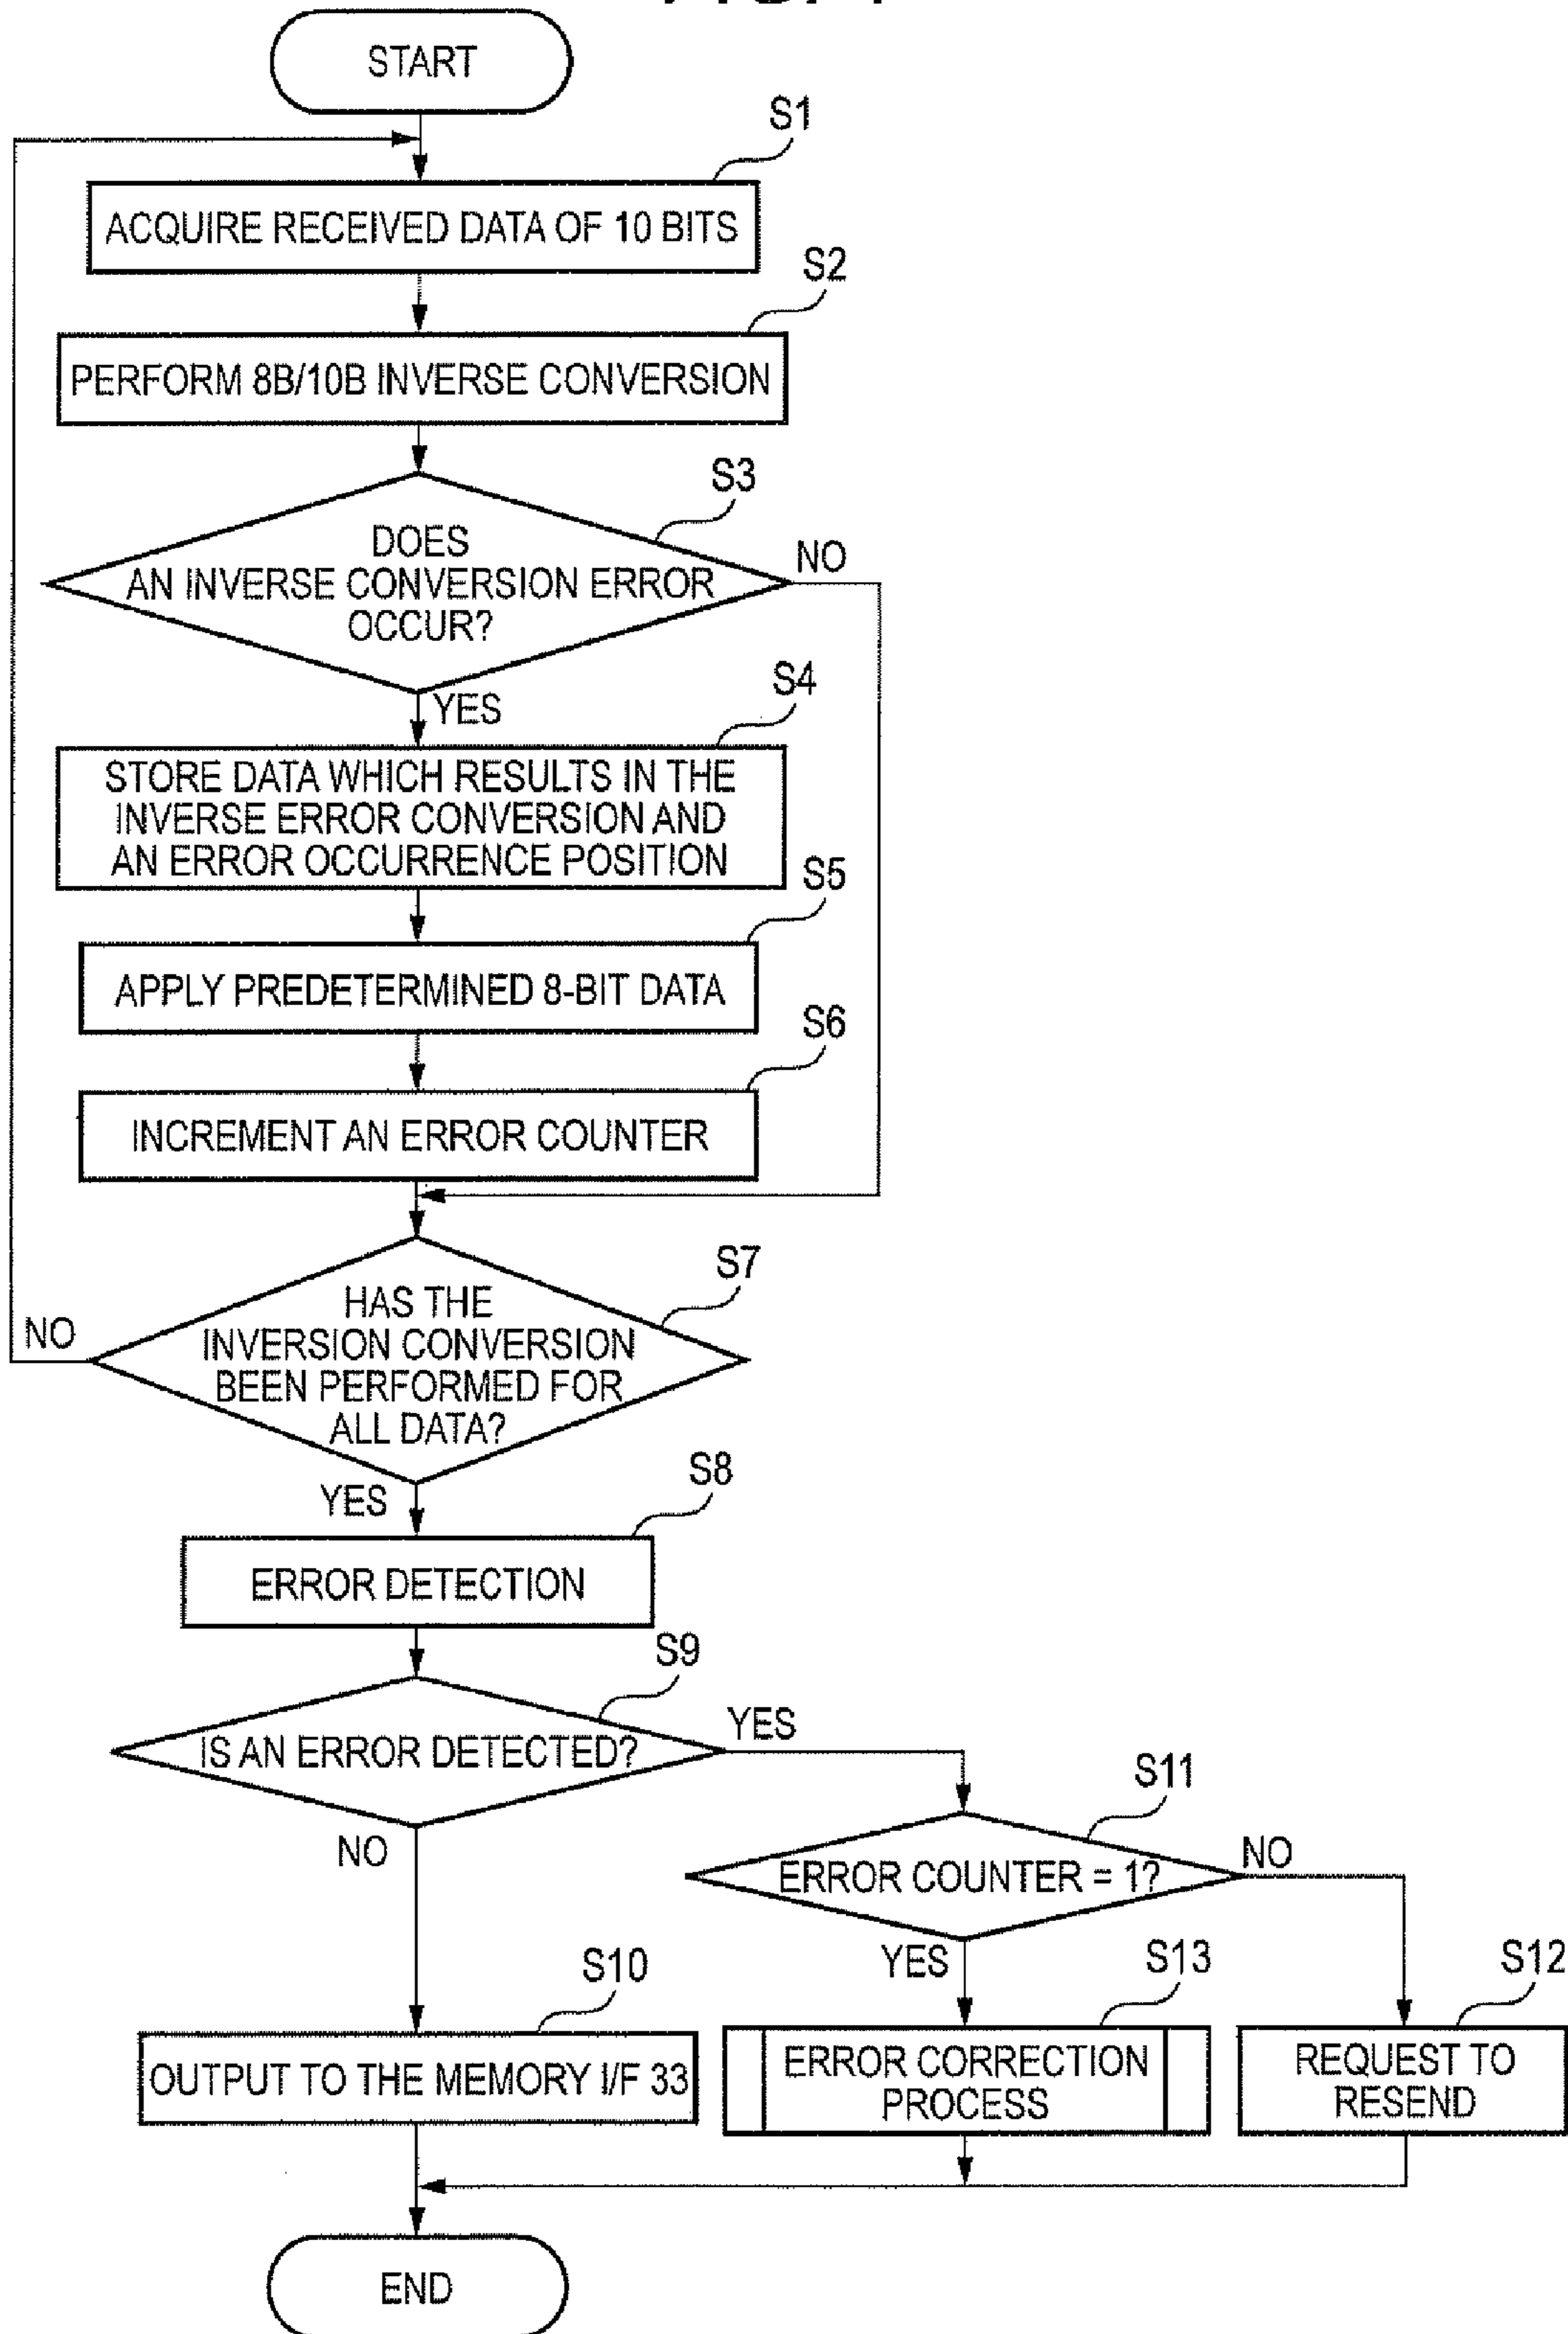 START
S1
ACQUIRE RECEIVED DATA OF 10 BITS
S2
PERFORM 8B/10B INVERSE CONVERSION
S3
DOES
AN INVERSE CONVERSION ERROR
OCCUR?
NO
YES
S4
STORE DATA WHICH RESULTS IN THE
INVERSE ERROR CONVERSION AND
AN ERROR OCCURRENCE POSITION
S5
APPLY PREDETERMINED 8-BIT DATA
S6
INCREMENT AN ERROR COUNTER
S7
HAS THE
INVERSION CONVERSION
BEEN PERFORMED FOR
ALL DATA?
NO
YES
S8
ERROR DETECTION
S9
IS AN ERROR DETECTED?
YES
NO
S11
ERROR COUNTER = 1?
NO
YES
S10
OUTPUT TO THE MEMORY I/F 33
S13
ERROR CORRECTION
PROCESS
S12
REQUEST TO
RESEND
END